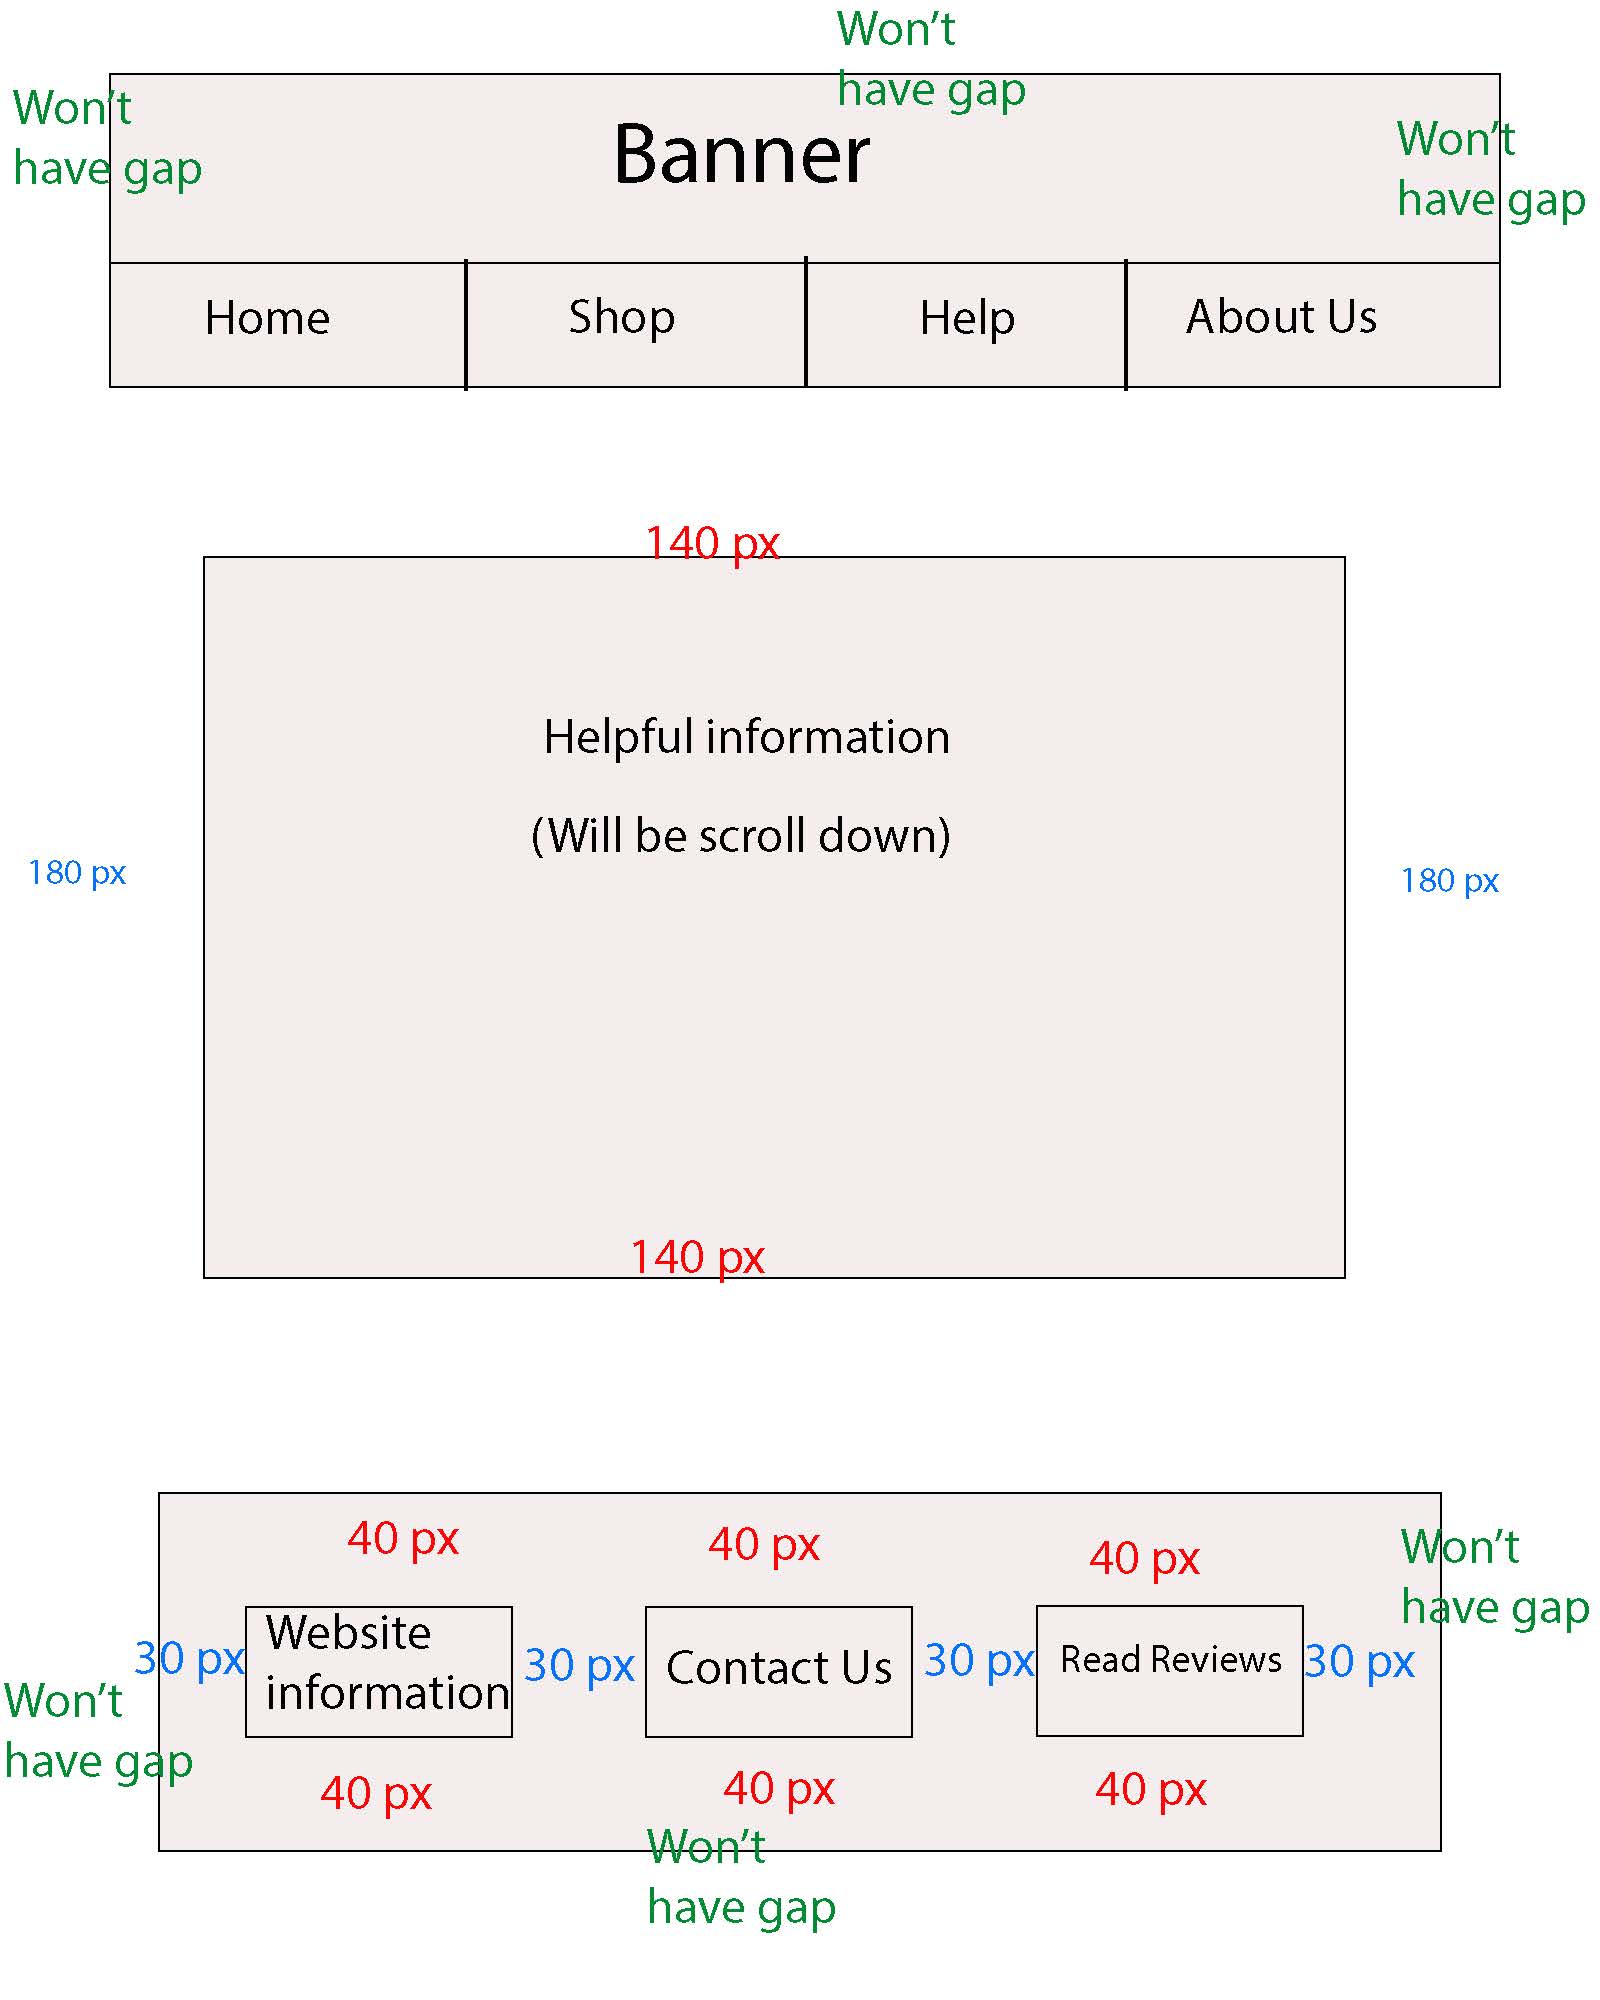 Won't
have gap
Won't
have gap
Won't
have gap
Banner
Home
Shop
Help
About Us
140 px
Helpful information
(Will be scroll down)
180 px
180 px
140 px
40 px
40 px
40 px
Won't
have gap
30 px
Website
information
30 px
Contact Us
30 px
Read Reviews
30 px
Won't
have gap
40 px
40 px
40 px
Won't
have gap